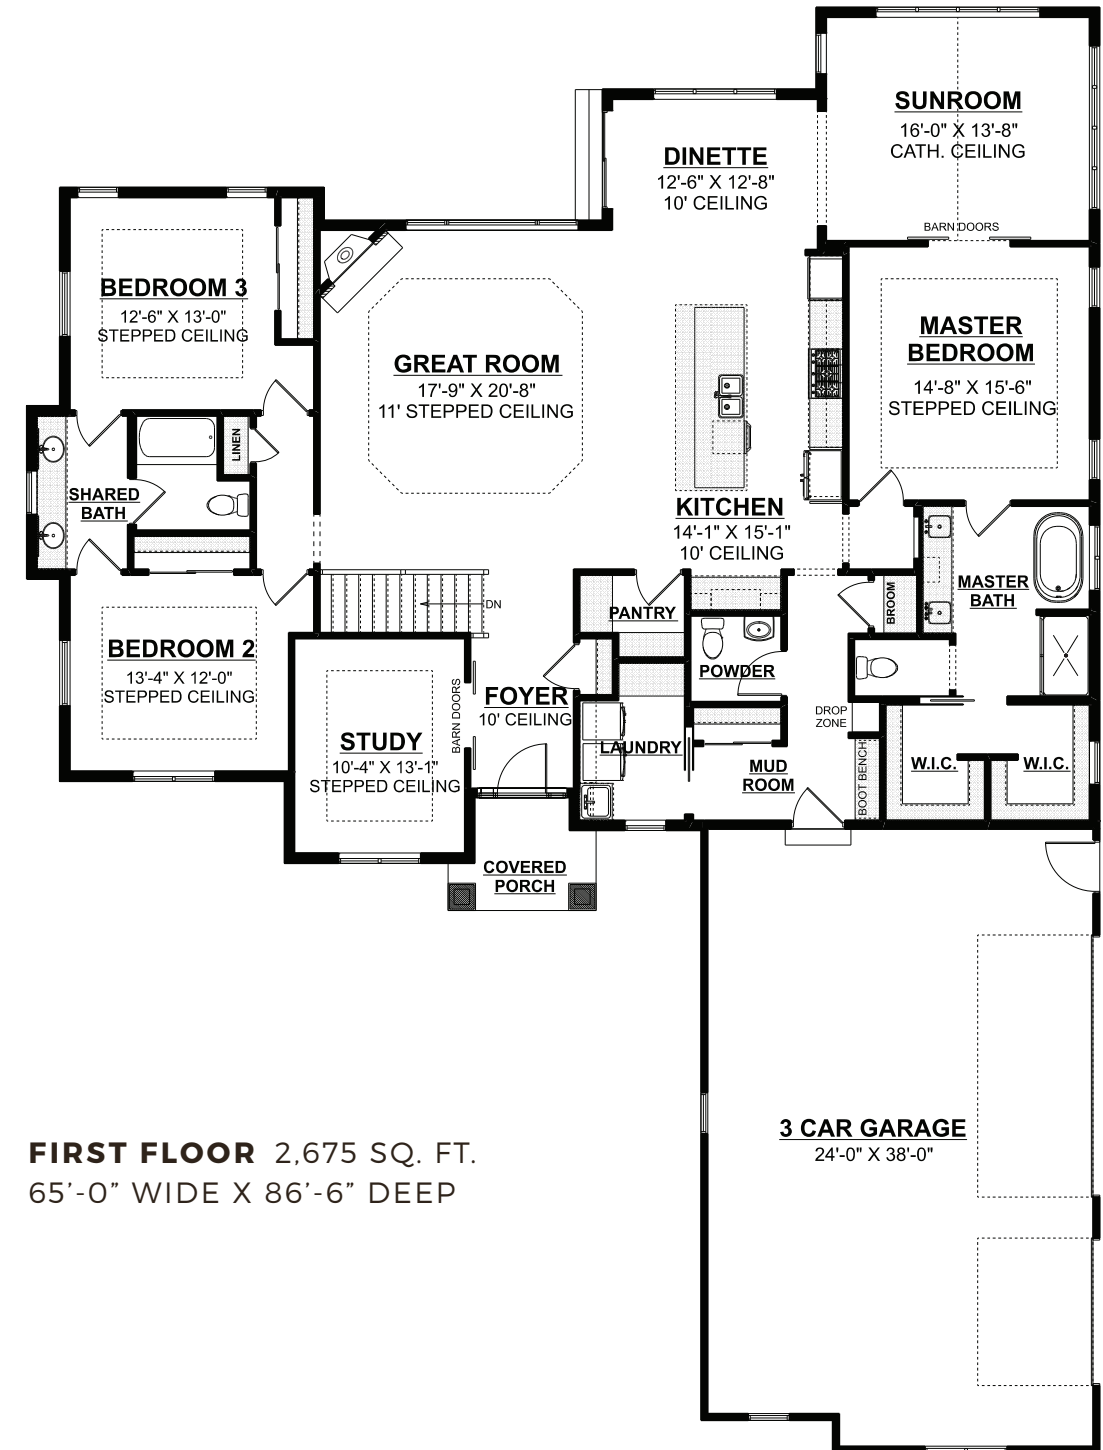 SUNROOM
16'-0" X 13'-8"
CATH. CEILING
BARN DOORS
DINETTE
12'-6" X 12'-8"
10' CEILING
BEDROOM 3
12'-6" X 13'-0"
STEPPED CEILING
GREAT ROOM
17'-9" X 20'-8"
11' STEPPED CEILING
MASTER
BEDROOM
14'-8" X 15'-6"
STEPPED CEILING
LINEN
SHARED
BATH
KITCHEN
14'-1" X 15'-1"
10' CEILING
MASTER
BATH
BROOM
PANTRY
DN
BEDROOM 2
13'-4" X 12'-0"
STEPPED CEILING
POWDER
FOYER
10' CEILING
BARN DOORS
STUDY
10'-4" X 13'-1"
STEPPED CEILING
LAUNDRY
DROP
ZONE
MUD
ROOM
BOOT BENCH
W.I.C.
W.I.C.
COVERED
PORCH
3 CAR GARAGE
24'-0" X 38'-0"
FIRST FLOOR 2,675 SQ. FT.
65’-0” WIDE X 86’-6” DEEP